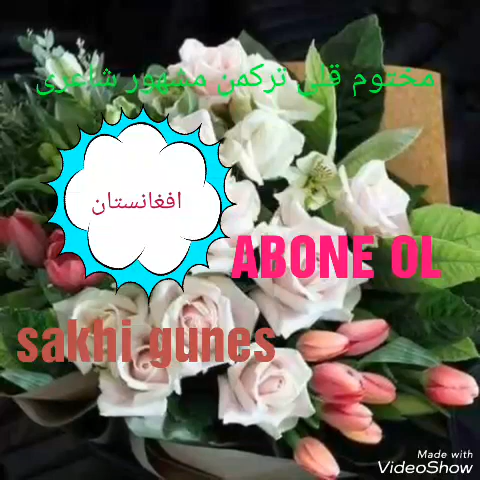 مختوم قلی ترکمن مشهور شاعری
افغانستان
ABONE OL
sakhi gunes
Made with
VideoShow